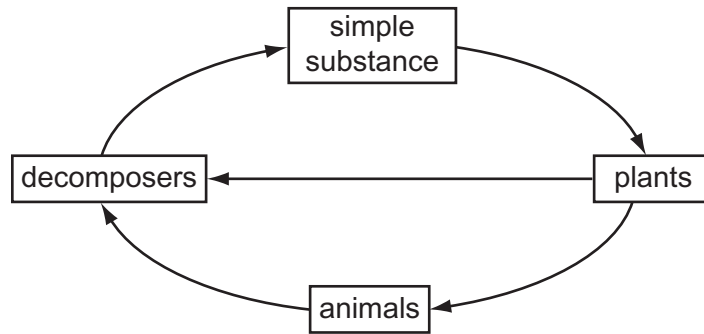 simple
substance
decomposers
plants
animals